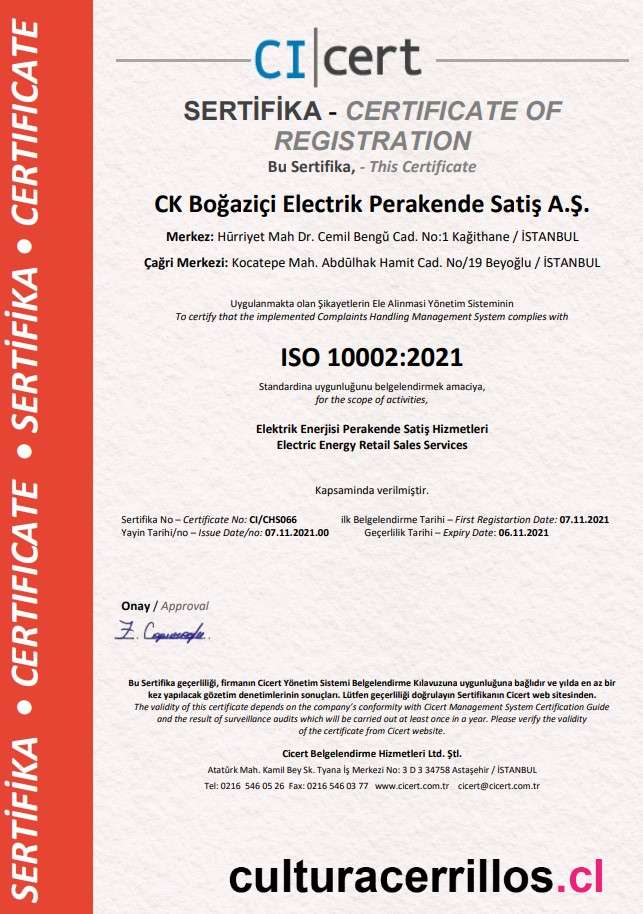 CI|cert
SERTİFİKA - CERTIFICATE OF
REGISTRATION
Bu Sertifika, - This Certificate
CK Boğaziçi Electrik Perakende Satiş A.Ş.
Merkez: Hürriyet Mah Dr. Cemil Bengü Cad. No:1 Kağithane / İSTANBUL
Çağri Merkezi: Kocatepe Mah. Abdülhak Hamit Cad. No/19 Beyoğlu / İSTANBUL
Uygulanmakta olan Şikayetlerin Ele Alinmasi Yönetim Sisteminin
To certify that the implemented Complaints Handling Management System complies with
ISO 10002:2021
Standardina uygunluğunu belgelendirmek amaciya,
for the scope of activities,
Elektrik Enerjisi Perakende Satiş Hizmetleri
Electric Energy Retail Sales Services
Kapsaminda verilmiştir.
Sertifika No – Certificate No: CI/CHS066 ilk Belgelendirme Tarihi – First Registartion Date: 07.11.2021
Yayin Tarihi/no – Issue Date/no: 07.11.2021.00 Geçerlilik Tarihi – Expiry Date: 06.11.2021
Onay / Approval
Bu Sertifika geçerliliği, firmanın Cicert Yönetim Sistemi Belgelendirme Kılavuzuna uygunluğuna bağlıdır ve yılda en az bir
kez yapılacak gözetim denetimlerinin sonuçları. Lütfen geçerliliği doğrulayın Sertifikanın Cicert web sitesinden.
The validity of this certificate depends on the company's conformity with Cicert Management System Certification Guide
and the result of surveillance audits which will be carried out at least once in a year. Please verify the validity
of the certificate from Cicert website.
Cicert Belgelendirme Hizmetleri Ltd. Şti.
Atatürk Mah. Kamil Bey Sk. Tyana İş Merkezi No: 3 D 3 34758 Astaşehir / İSTANBUL
Tel: 0216 546 05 26 Fax: 0216 546 03 77 www.cicert.com.tr cicert@cicert.com.tr
culturacerrillos.cl
SERTİFİKA • CERTIFICATE • SERTİFİKA • CERTIFICATE